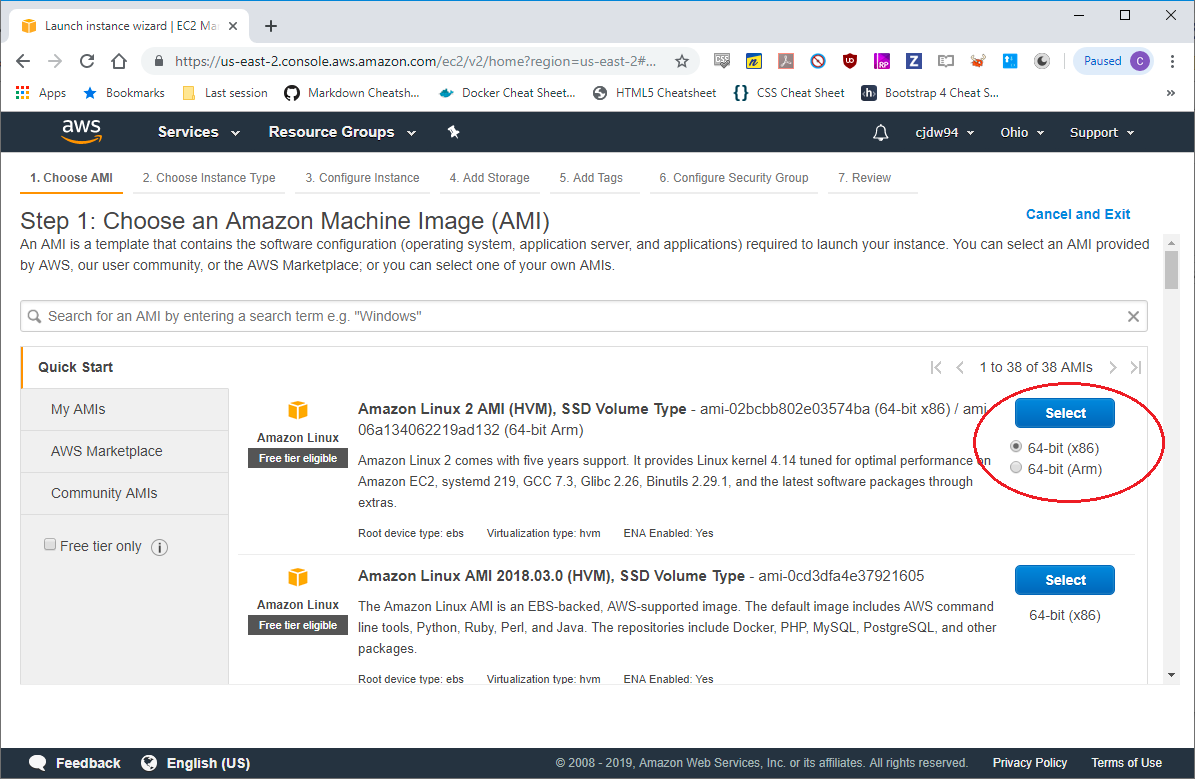 Launch instance wizard | EC2 Ma
https://us-east-2.console.aws.amazon.com/ec2/v2/home?region=us-east-2#...
Paused C
Apps Bookmarks Last session Markdown Cheatsh... Docker Cheat Sheet... HTML5 Cheatsheet CSS Cheat Sheet Bootstrap 4 Cheat S... »
aws Services Resource Groups cjdw94 Ohio Support
1. Choose AMI 2. Choose Instance Type 3. Configure Instance 4. Add Storage 5. Add Tags 6. Configure Security Group 7. Review
Step 1: Choose an Amazon Machine Image (AMI)
Cancel and Exit
An AMI is a template that contains the software configuration (operating system, application server, and applications) required to launch your instance. You can select an AMI provided
by AWS, our user community, or the AWS Marketplace; or you can select one of your own AMIs.
Search for an AMI by entering a search term e.g. "Windows"
Quick Start
My AMIs
AWS Marketplace
Community AMIs
Free tier only
1 to 38 of 38 AMIs
Amazon Linux
Free tier eligible
Amazon Linux 2 AMI (HVM), SSD Volume Type - ami-02bcbb802e03574ba (64-bit x86) / ami-
06a134062219ad132 (64-bit Arm)
Amazon Linux 2 comes with five years support. It provides Linux kernel 4.14 tuned for optimal performance on
Amazon EC2, systemd 219, GCC 7.3, Glibc 2.26, Binutils 2.29.1, and the latest software packages through
extras.
Root device type: ebs Virtualization type: hvm ENA Enabled: Yes
Select
64-bit (x86)
64-bit (Arm)
Amazon Linux
Free tier eligible
Amazon Linux AMI 2018.03.0 (HVM), SSD Volume Type - ami-0cd3dfa4e37921605
The Amazon Linux AMI is an EBS-backed, AWS-supported image. The default image includes AWS command
line tools, Python, Ruby, Perl, and Java. The repositories include Docker, PHP, MySQL, PostgreSQL, and other
packages.
Root device type: ebs Virtualization type: hvm ENA Enabled: Yes
Select
64-bit (x86)
Feedback English (US) © 2008 - 2019, Amazon Web Services, Inc. or its affiliates. All rights reserved. Privacy Policy Terms of Use